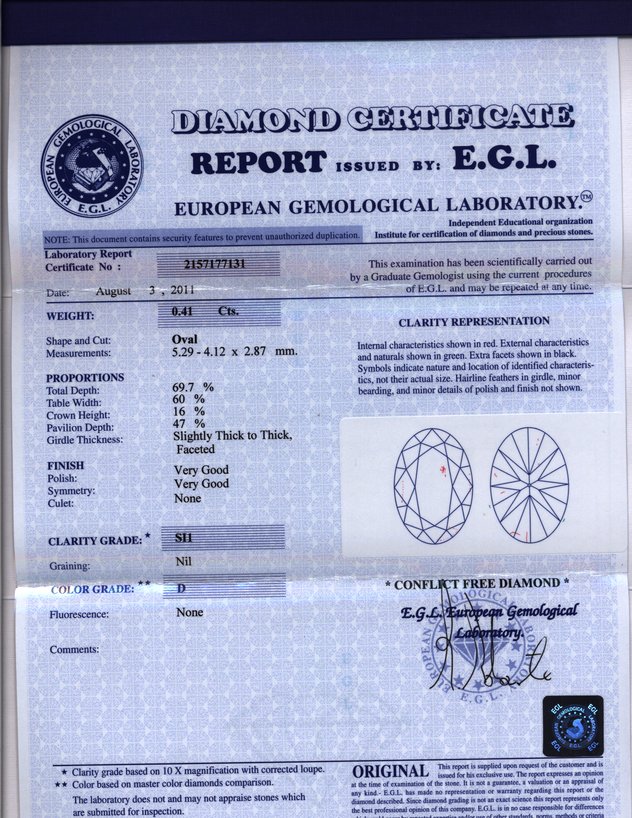 DIAMOND CERTIFICATE
REPORT ISSUED BY: E.G.L.
EUROPEAN GEMOLOGICAL LABORATORY.™
EUROPEAN GEMOLOGICAL LABORATORY
E.G.L.
Independent Educational organization
NOTE: This document contains security features to prevent unauthorized duplication.
Institute for certification of diamonds and precious stones.
Laboratory Report
Certificate No : 2157177131
Date: August 3 , 2011
This examination has been scientifically carried out
by a Graduate Gemologist using the current procedures
of E.G.L. and may be repeated at any time.
WEIGHT: 0.41 Cts.
Shape and Cut: Oval
Measurements: 5.29 - 4.12 x 2.87 mm.
PROPORTIONS
Total Depth: 69.7 %
Table Width: 60 %
Crown Height: 16 %
Pavilion Depth: 47 %
Girdle Thickness: Slightly Thick to Thick,
Faceted
FINISH
Polish: Very Good
Symmetry: Very Good
Culet: None
CLARITY GRADE: * SI1
Graining: Nil
COLOR GRADE: ** D
Fluorescence: None
Comments:
CLARITY REPRESENTATION
Internal characteristics shown in red. External characteristics
and naturals shown in green. Extra facets shown in black.
Symbols indicate nature and location of identified characteris-
tics, not their actual size. Hairline feathers in girdle, minor
bearding, and minor details of polish and finish not shown.
* CONFLICT FREE DIAMOND *
E.G.L. European Gemological
Laboratory.
EUROPEAN GEMOLOGICAL LABORATORY
E.G.L.
EGL EGL
GEMOLOGICAL
E.G.L.
EGL EGL
★ Clarity grade based on 10 X magnification with corrected loupe.
★★ Color based on master color diamonds comparison.
The laboratory does not and may not appraise stones which
are submitted for inspection.
ORIGINAL This report is supplied upon request of the customer and is
issued for his exclusive use. The report expresses an opinion
at the time of examination of the stone. It is not a guarantee, a valuation or an appraisal of
any kind.- E.G.L. has made no representation or warranty regarding this report or the
diamond described. Since diamond grading is not an exact science this report represents only
the best professional opinion of this company. E.G.L. is in no case responsible for differences